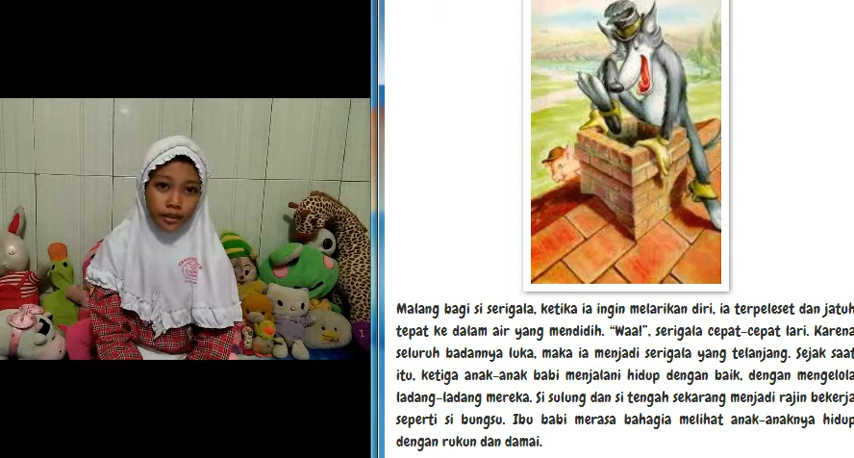 Malang bagi si serigala, ketika ia ingin melarikan diri, ia terpeleset dan jatuh
tepat ke dalam air yang mendidih. “Waa!”, serigala cepat-cepat lari. Karena
seluruh badannya luka, maka ia menjadi serigala yang telanjang. Sejak saat
itu, ketiga anak-anak babi menjalani hidup dengan baik, dengan mengelola
ladang-ladang mereka. Si sulung dan si tengah sekarang menjadi rajin bekerja
seperti si bungsu. Ibu babi merasa bahagia melihat anak-anaknya hidup
dengan rukun dan damai.